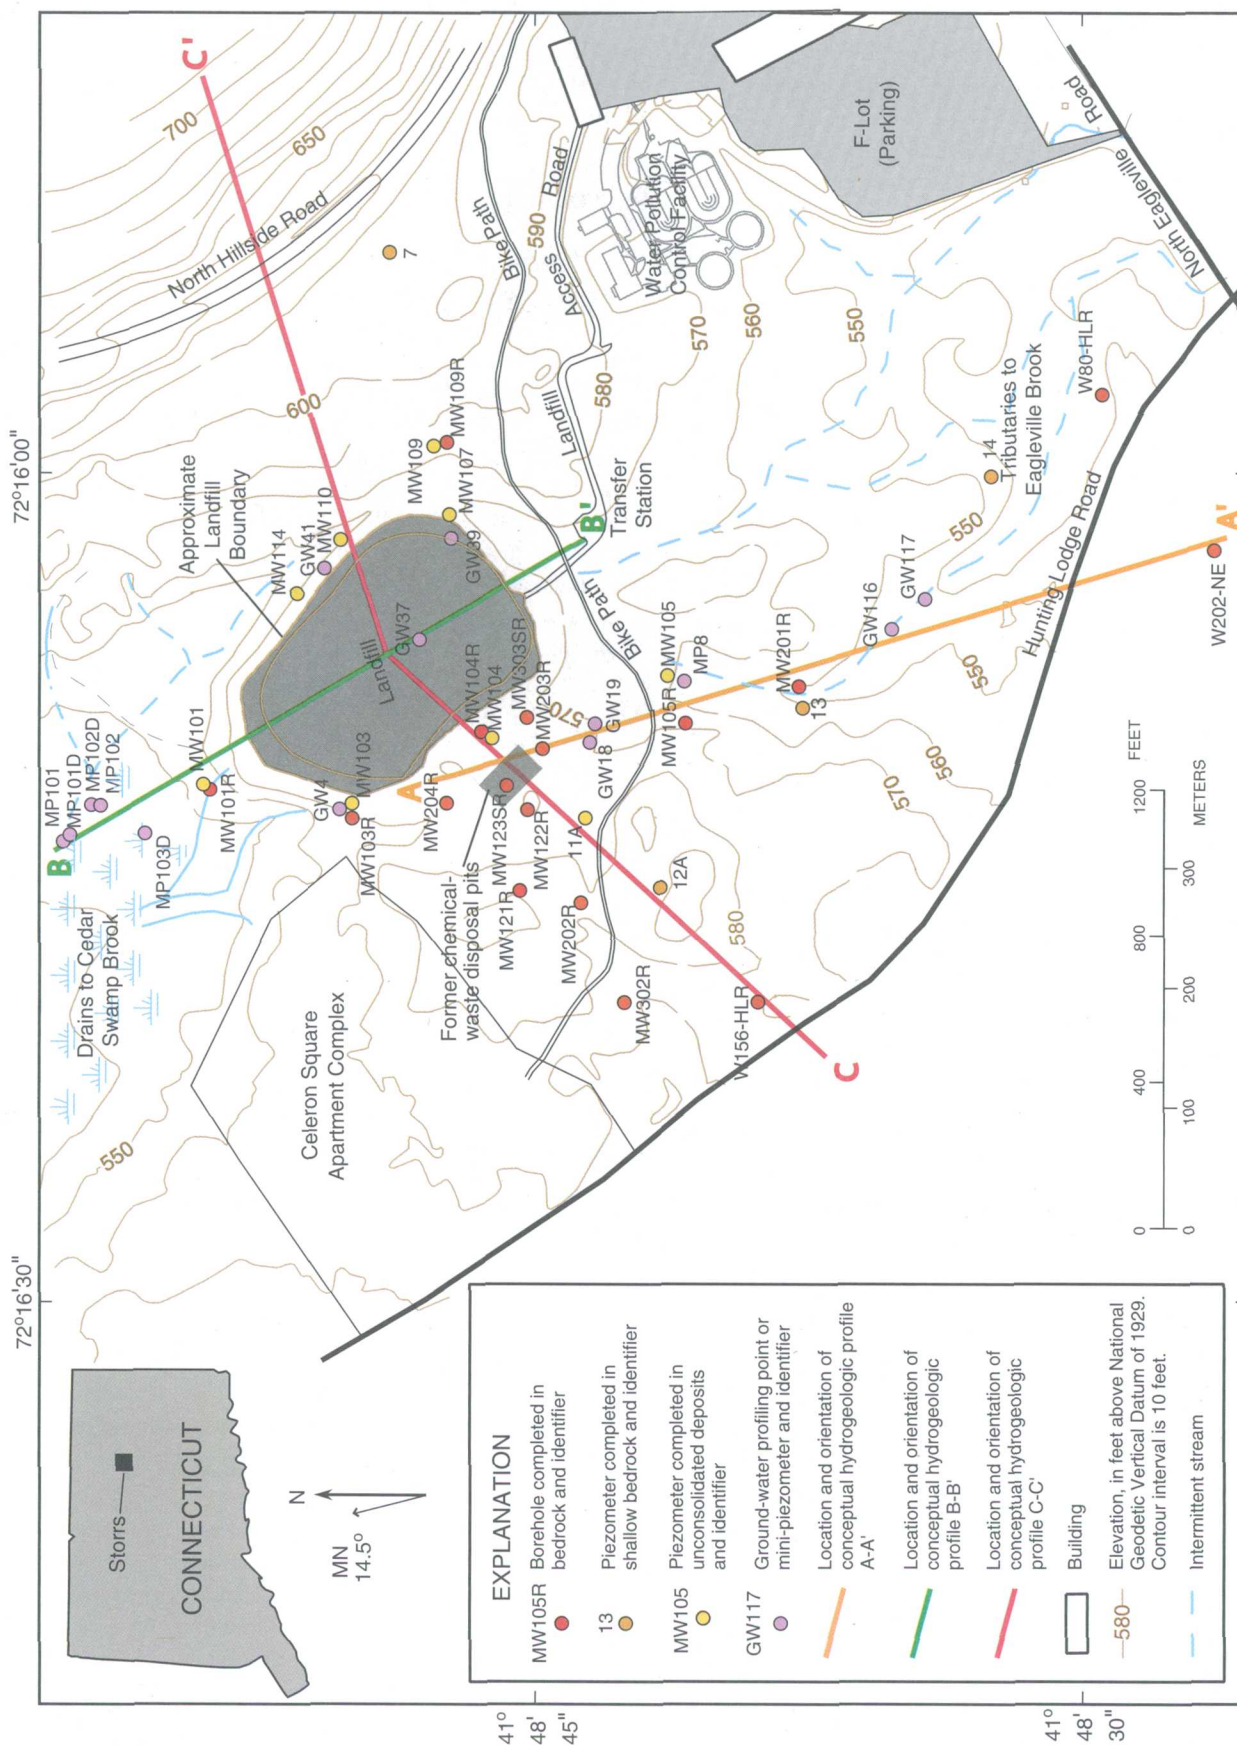 72°16'30"
72°16'00"
Storrs
CONNECTICUT
N
MN
14.5°
41°
48'
45"
41°
48'
30"
EXPLANATION
MW105R
Borehole completed in
bedrock and identifier
13
Piezometer completed in
shallow bedrock and identifier
MW105
Piezometer completed in
unconsolidated deposits
and identifier
GW117
Ground-water profiling point or
mini-piezometer and identifier
Location and orientation of
conceptual hydrogeologic profile
A-A'
Location and orientation of
conceptual hydrogeologic
profile B-B'
Location and orientation of
conceptual hydrogeologic
profile C-C'
Building
580
Elevation, in feet above National
Geodetic Vertical Datum of 1929.
Contour interval is 10 feet.
Intermittent stream
0
400
800
1200
FEET
0
100
200
300
METERS
550
Drains to Cedar
Swamp Brook
Celeron Square
Apartment Complex
B
MP101
MP101D
MP102D
MP102
MP103D
MW101
MW101R
GW4
MW103
MW103R
Approximate
Landfill
Boundary
MW114
GW41
MW110
Landfill
GW37
GW39
MW107
MW109
MW109R
600
North Hillside Road
700
650
C'
7
A
MW204R
MW104R
MW104
MW303SR
MW203R
570
Former chemical-
waste disposal pits
MW123SR
MW122R
MW121R
MW202R
11A
GW18
GW19
12A
MW302R
W156-HLR
C
580
Bike Path
Bike Path
590
Landfill Access Road
580
B'
Transfer
Station
Water Pollution
Control Facility
F-Lot
(Parking)
570
560
550
MW105
MP8
MW105R
MW201R
13
GW116
GW117
550
550
560
570
14
Tributaries to
Eagleville Brook
W80-HLR
Hunting Lodge Road
North Eagleville Road
W202-NE
A'